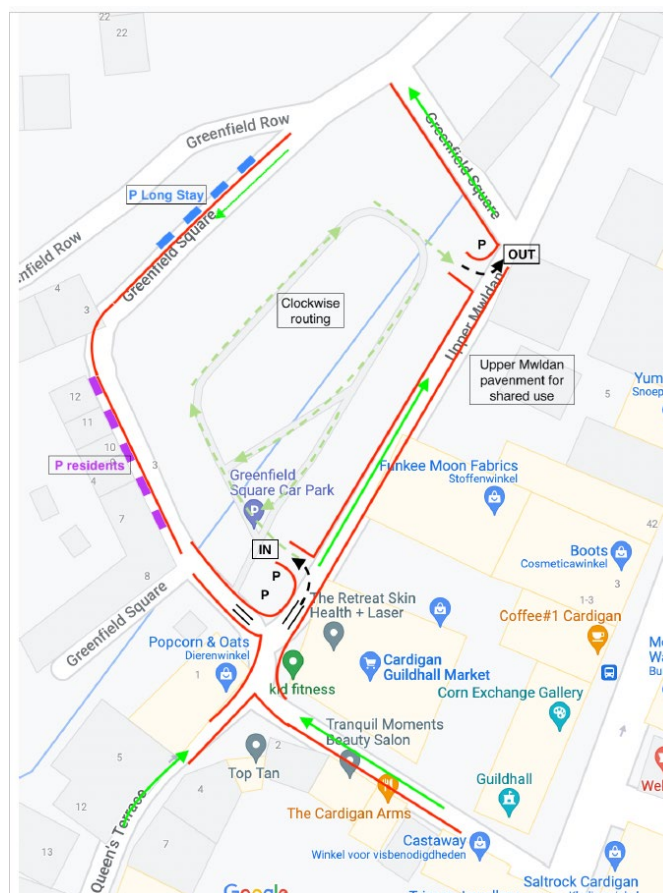 22
22
Greenfield Row
P Long Stay
Greenfield Square
nfield Row
Greenfield Square
P
OUT
Clockwise
routing
Upper Mwldan
Upper Mwldan
pavenment for
shared use
4
3
5
Yum
Snoep
12
11
10
9
3
P residents
7
8
Greenfield
Square Car Park
P
IN
P
P
Funkee Moon Fabrics
Stoffenwinkel
42
Boots
Cosmeticawinkel
3
1-3
Coffee#1 Cardigan
The Retreat Skin
Health + Laser
Greenfield Square
Popcorn & Oats
Dierenwinkel
1
Cardigan
Guildhall Market
kid fitness
Corn Exchange Gallery
Tranquil Moments
Beauty Salon
2
Top Tan
Guildhall
The Cardigan Arms
5
4
12
13
7
Queen's Terrace
Castaway
Winkel voor visbenodigdheden
Saltrock Cardigan
Google